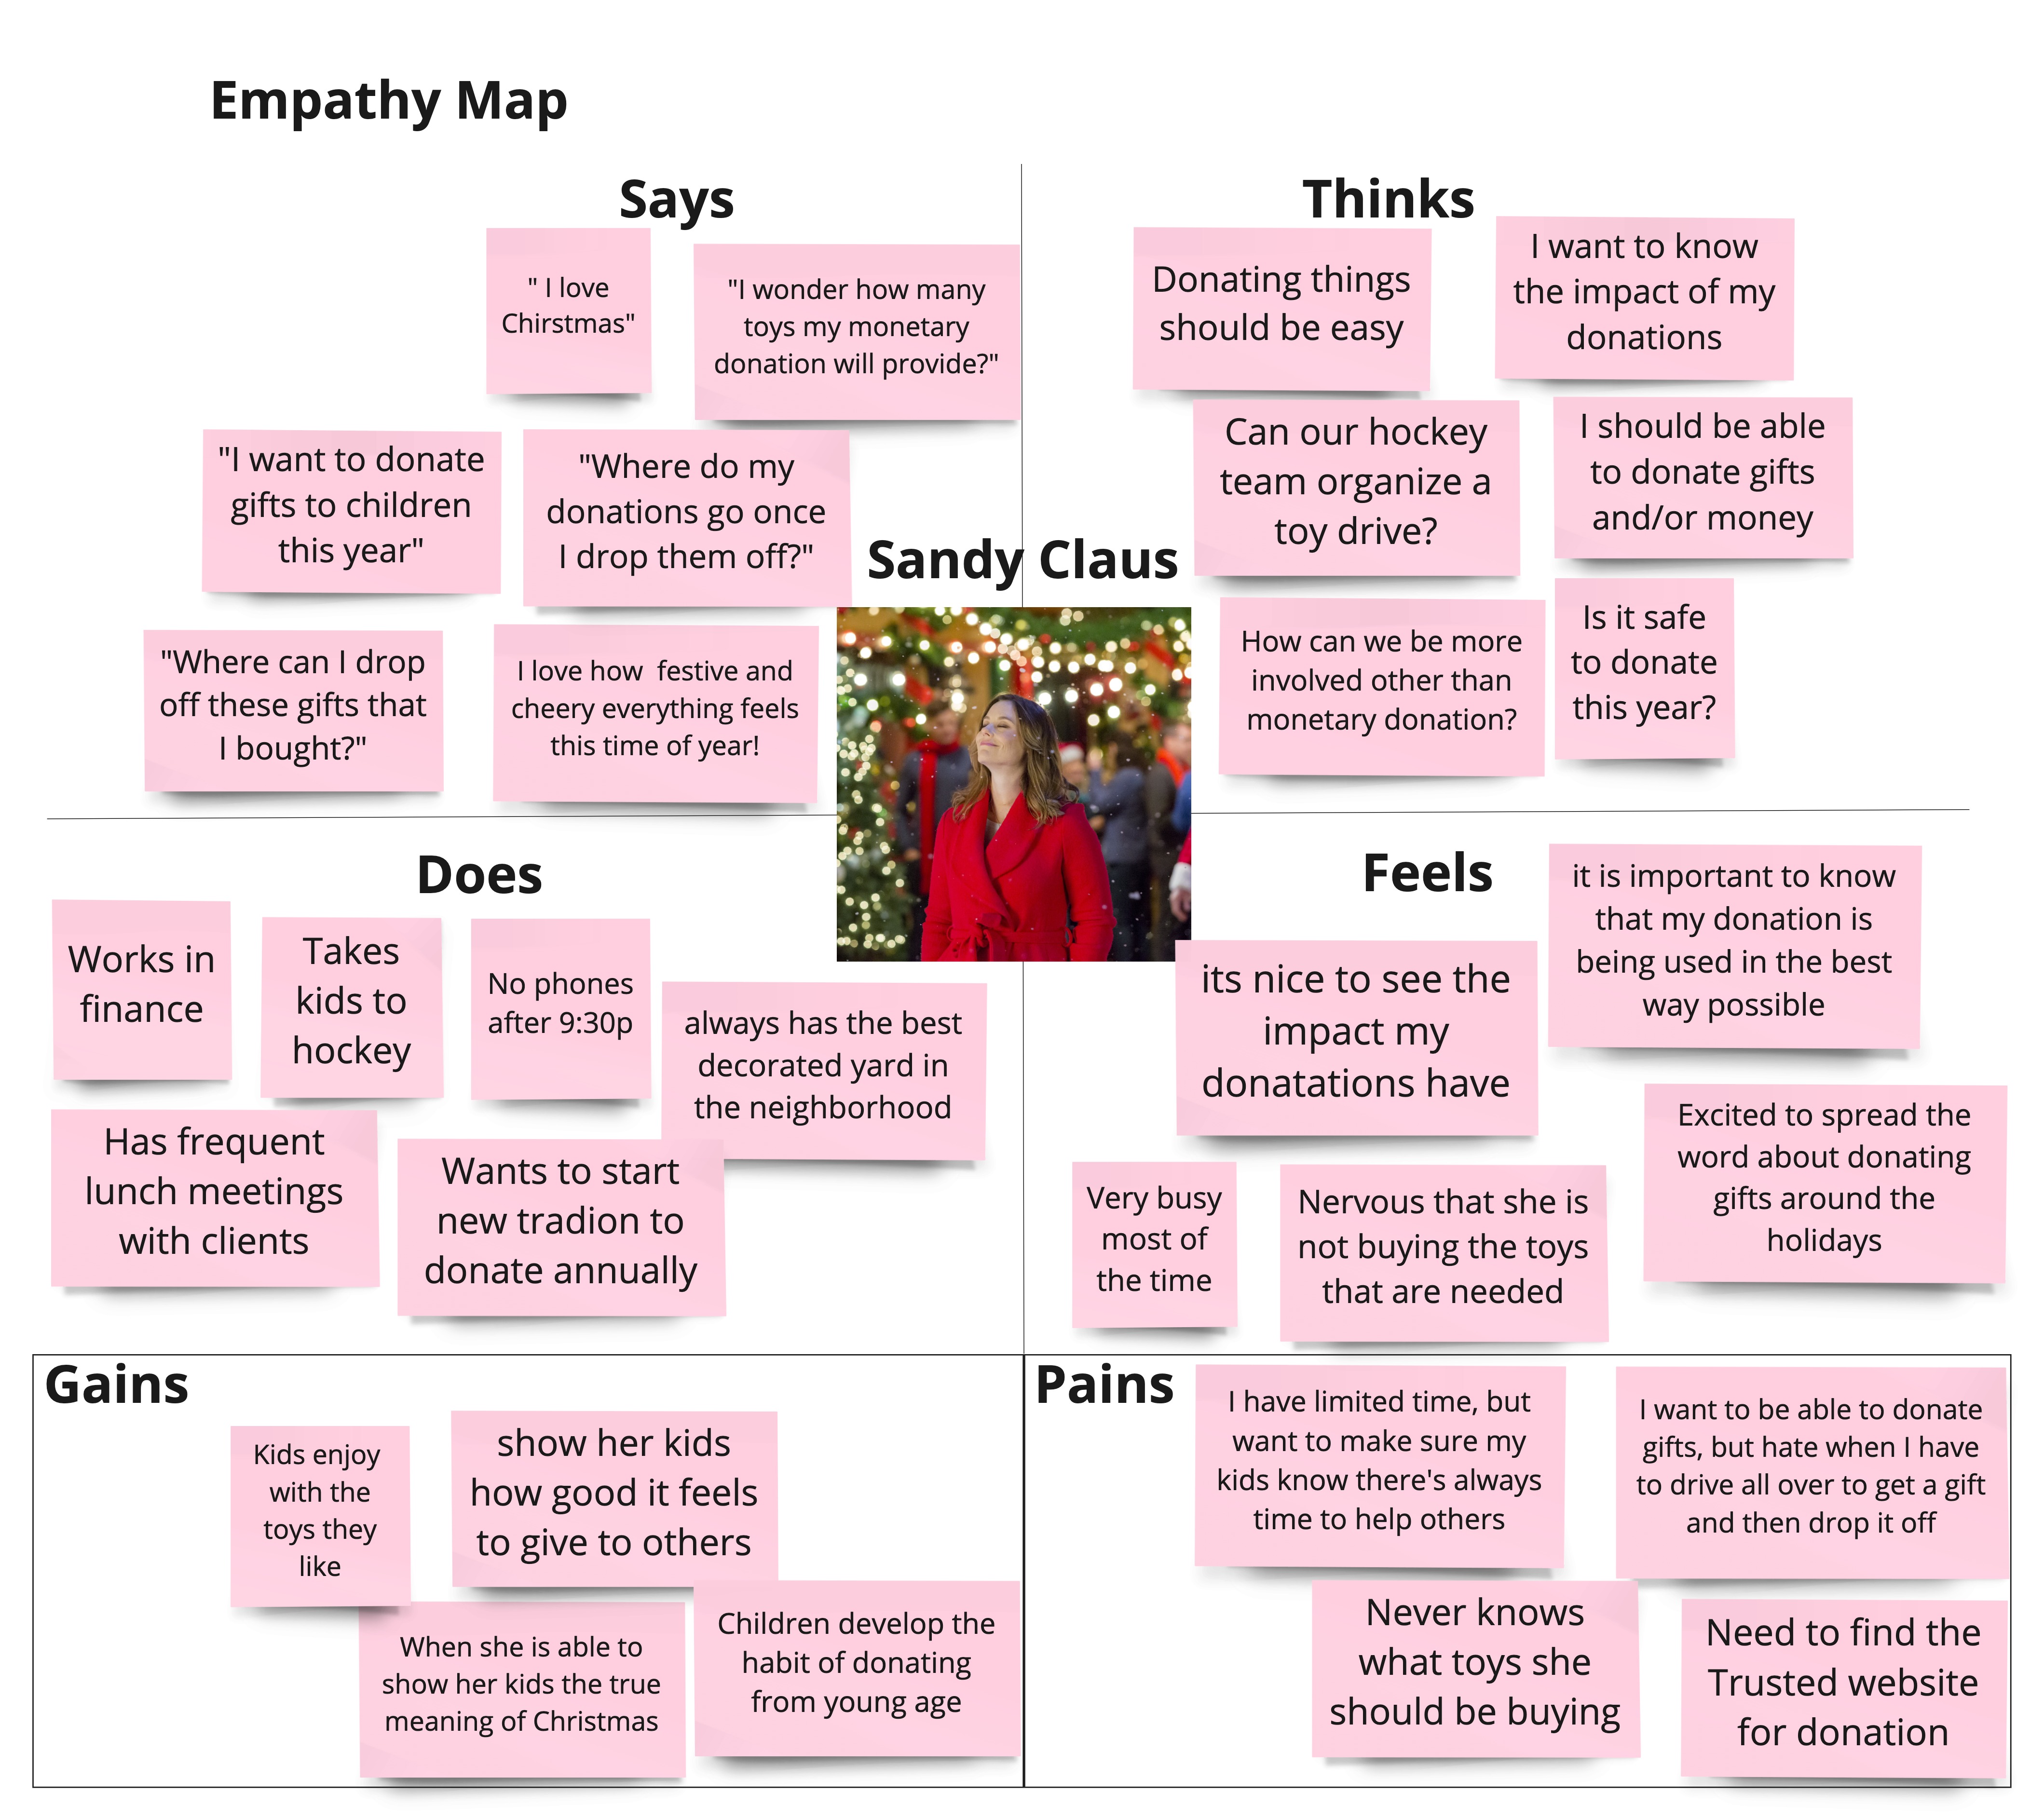 Empathy Map
Says
" I love
Chirstmas"
"I wonder how many
toys my monetary
donation will provide?"
"I want to donate
gifts to children
this year"
"Where do my
donations go once
I drop them off?"
"Where can I drop
off these gifts that
I bought?"
I love how  festive and
cheery everything feels
this time of year!
Thinks
Donating things
should be easy
I want to know
the impact of my
donations
Can our hockey
team organize a
toy drive?
I should be able
to donate gifts
and/or money
How can we be more
involved other than
monetary donation?
Is it safe
to donate
this year?
Sandy Claus
Does
Works in
finance
Takes
kids to
hockey
No phones
after 9:30p
always has the best
decorated yard in
the neighborhood
Has frequent
lunch meetings
with clients
Wants to start
new tradion to
donate annually
Feels
it is important to know
that my donation is
being used in the best
way possible
its nice to see the
impact my
donatations have
Excited to spread the
word about donating
gifts around the
holidays
Very busy
most of
the time
Nervous that she is
not buying the toys
that are needed
Gains
Kids enjoy
with the
toys they
like
show her kids
how good it feels
to give to others
When she is able to
show her kids the true
meaning of Christmas
Children develop the
habit of donating
from young age
Pains
I have limited time, but
want to make sure my
kids know there's always
time to help others
I want to be able to donate
gifts, but hate when I have
to drive all over to get a gift
and then drop it off
Never knows
what toys she
should be buying
Need to find the
Trusted website
for donation